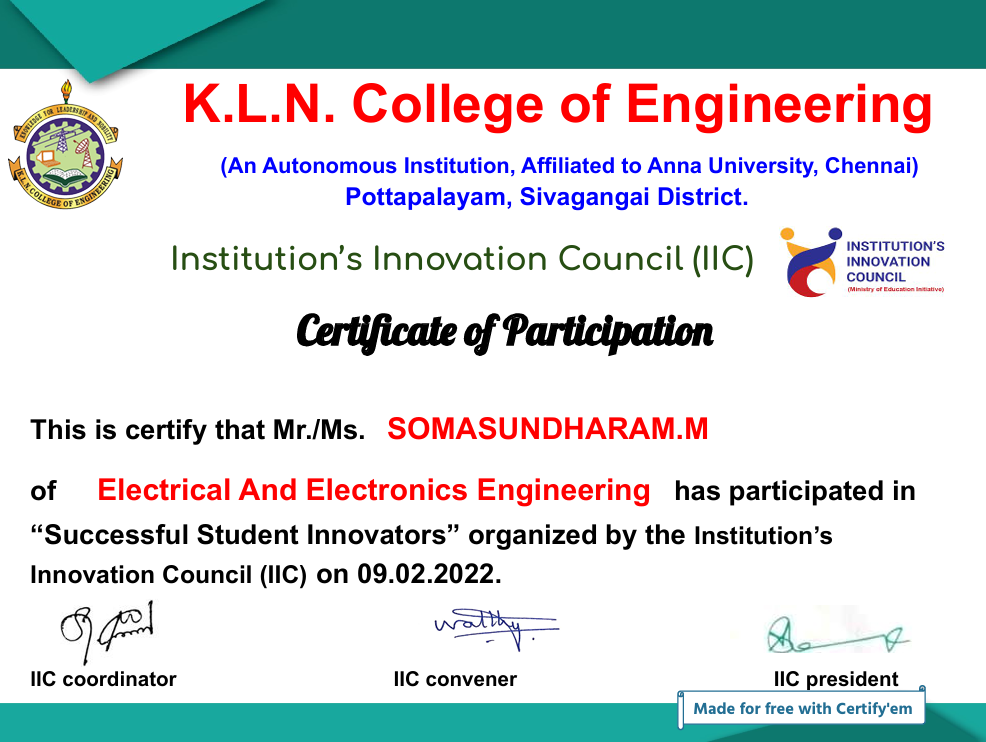 K.L.N. College of Engineering
(An Autonomous Institution, Affiliated to Anna University, Chennai)
Pottapalayam, Sivagangai District.
KNOWLEDGE FOR LEADERSHIP AND NOBILITY
K.L.N. COLLEGE OF ENGINEERING
Institution’s Innovation Council (IIC)
INSTITUTION'S
INNOVATION
COUNCIL
(Ministry of Education Initiative)
Certificate of Participation
This is certify that Mr./Ms. SOMASUNDHARAM.M
of Electrical And Electronics Engineering has participated in
“Successful Student Innovators” organized by the Institution’s
Innovation Council (IIC) on 09.02.2022.
IIC coordinator
IIC convener
IIC president
Made for free with Certify'em